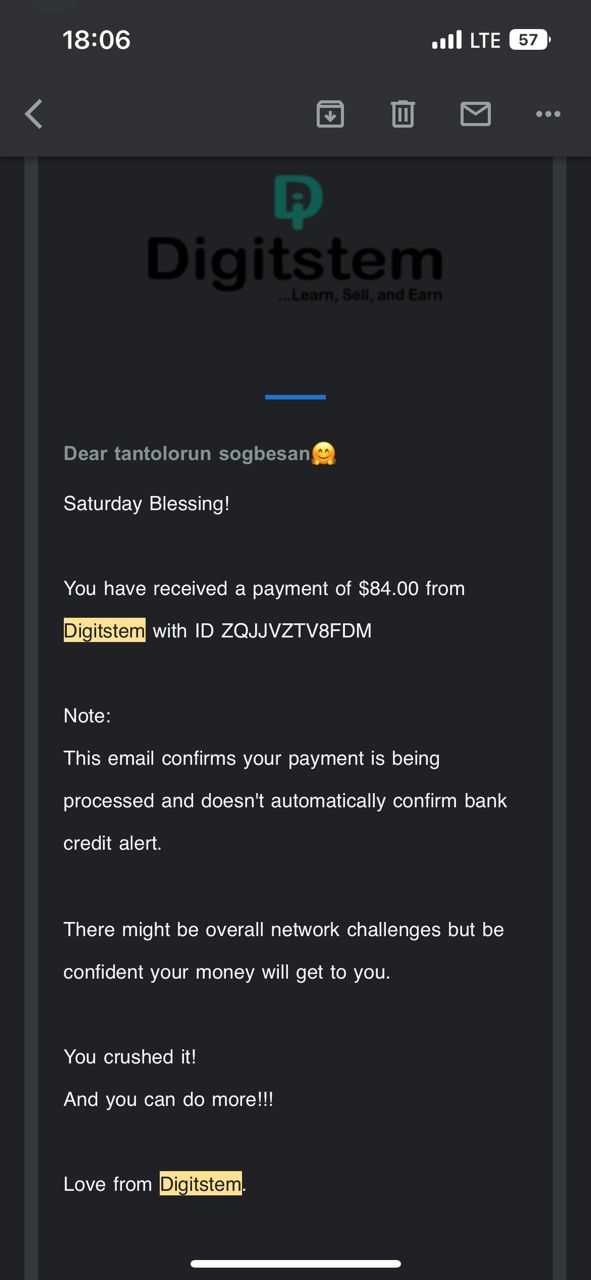 18:06
LTE 57
Digitstem
...Learn, Sell, and Earn
Dear tantolorun sogbesan🤗
Saturday Blessing!
You have received a payment of $84.00 from
Digitstem with ID ZQJJVZTV8FDM
Note:
This email confirms your payment is being
processed and doesn't automatically confirm bank
credit alert.
There might be overall network challenges but be
confident your money will get to you.
You crushed it!
And you can do more!!!
Love from Digitstem.